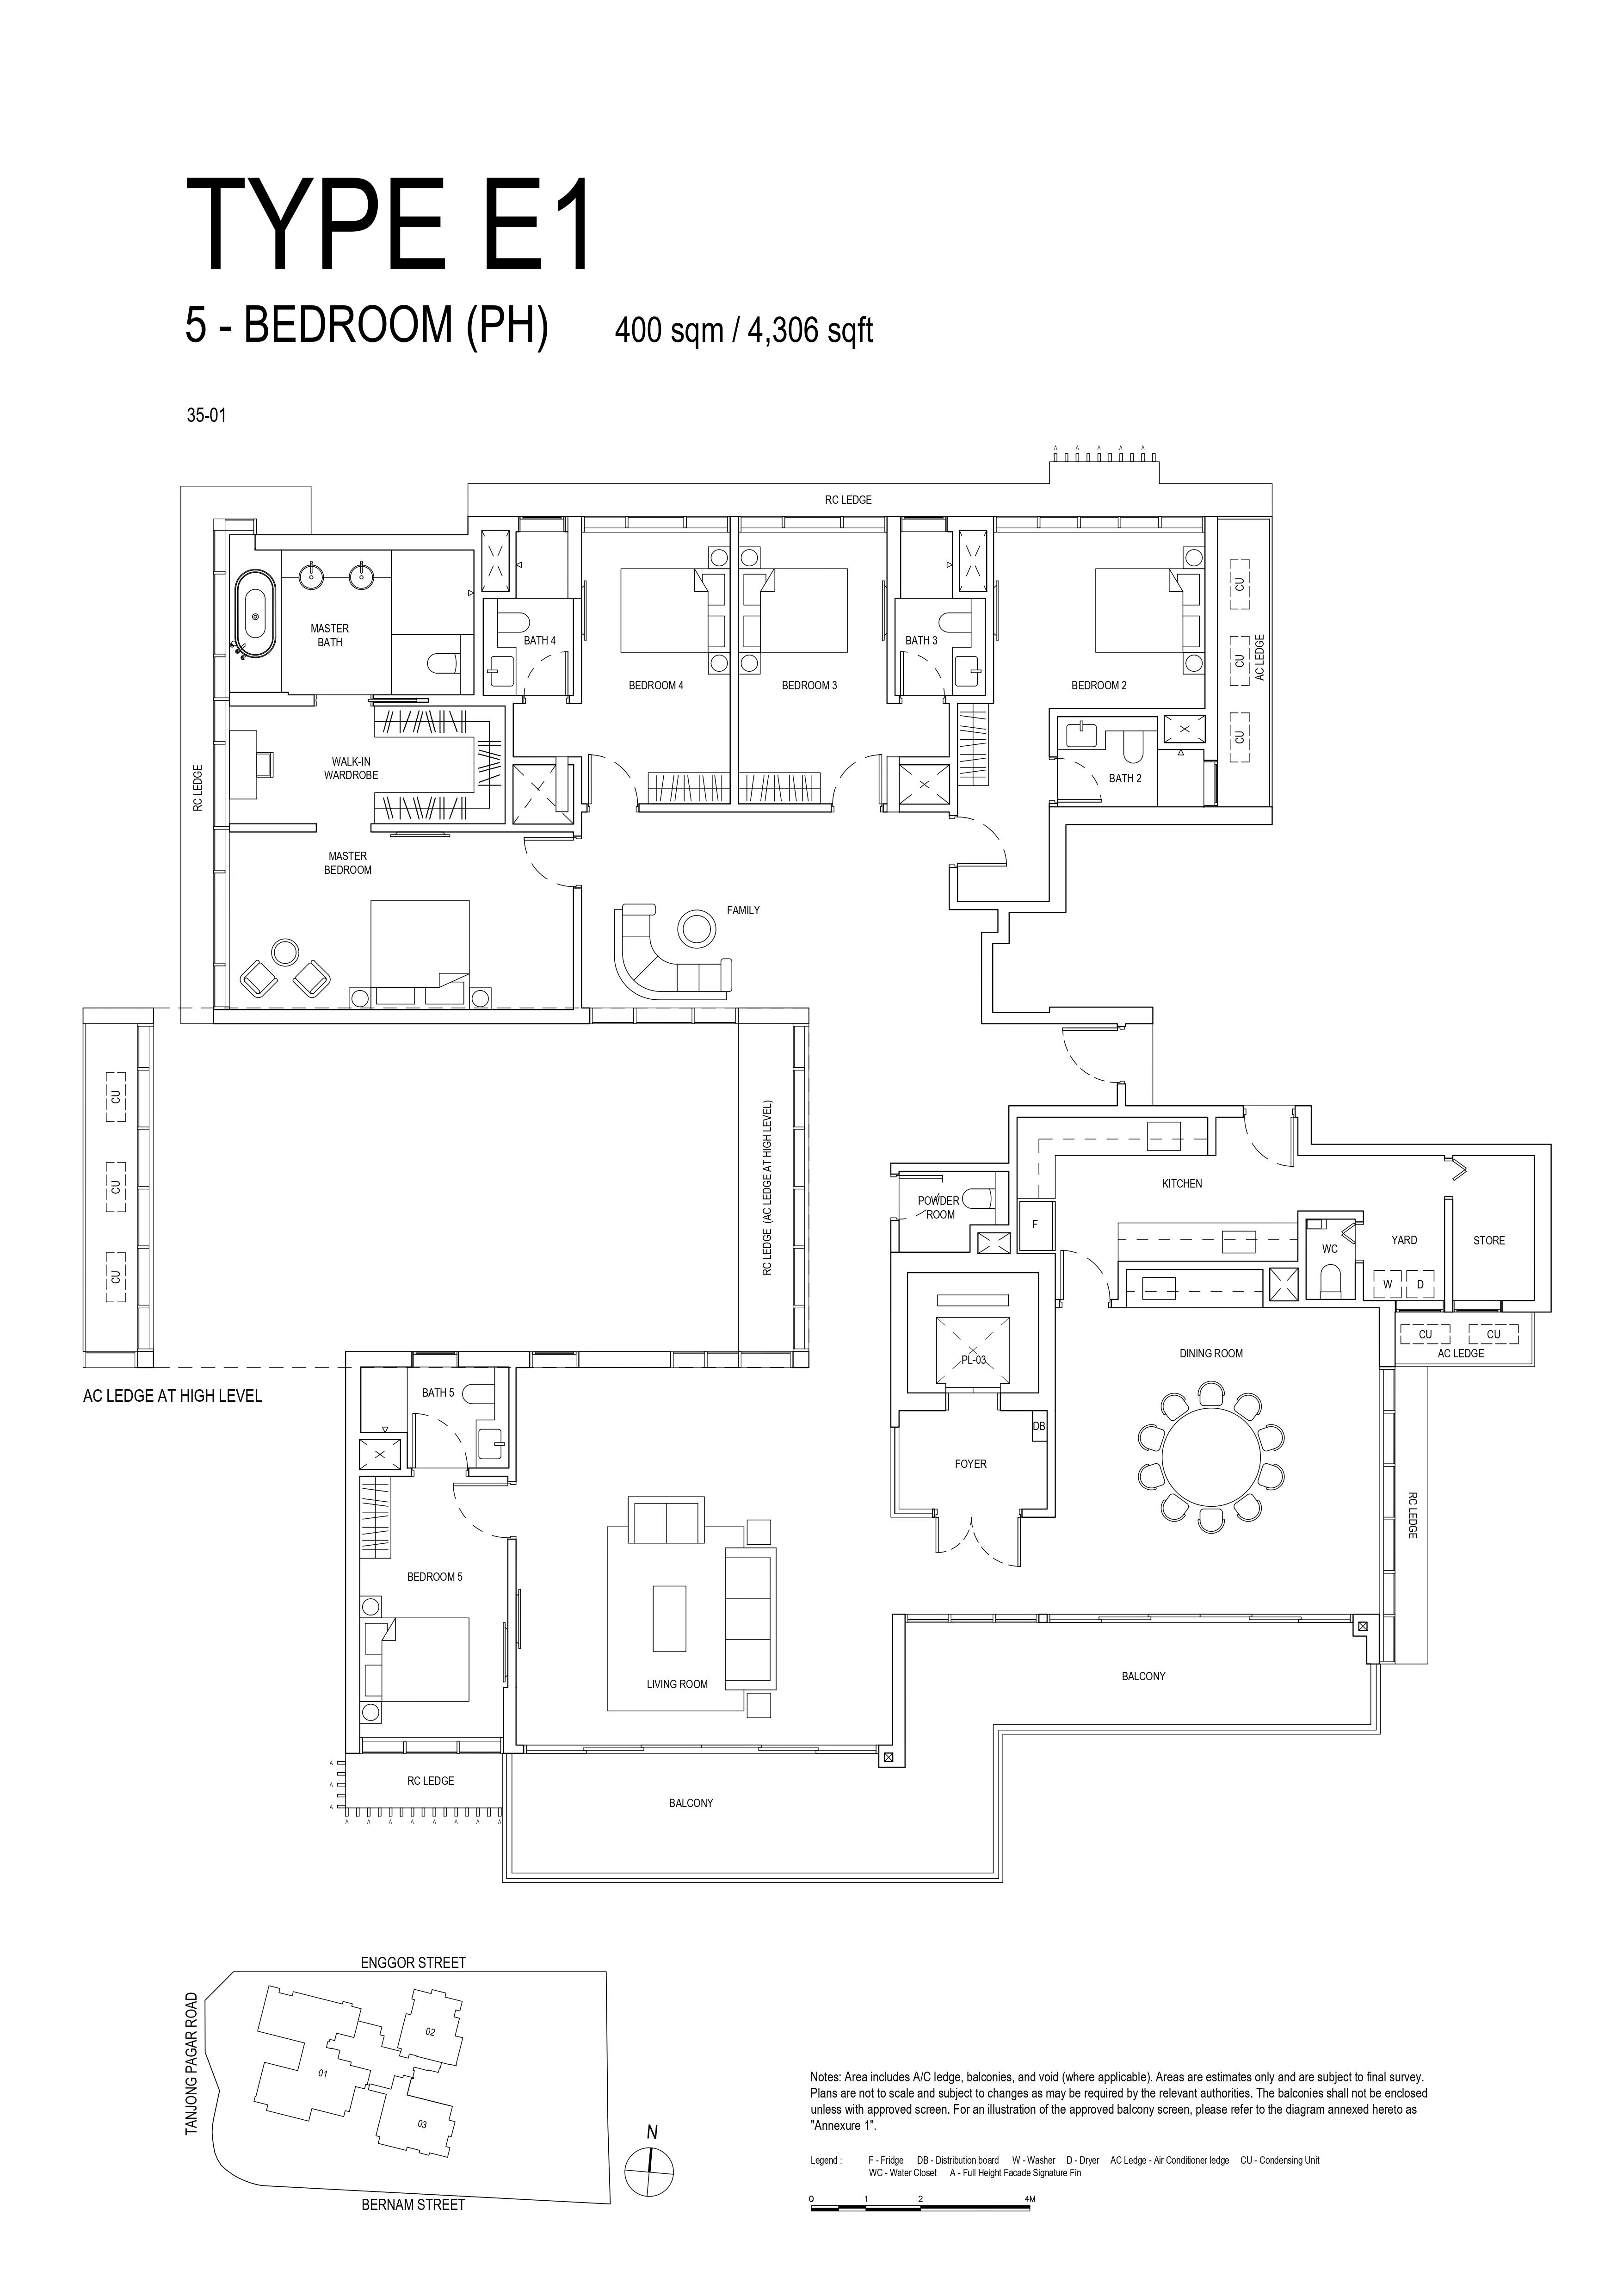 TYPE E1
5 - BEDROOM (PH) 400 sqm / 4,306 sqft
35-01
A A A A A
RC LEDGE
CU
CU
CU
AC LEDGE
MASTER
BATH
BATH 4
BEDROOM 4
BEDROOM 3
BATH 3
BEDROOM 2
RC LEDGE
WALK-IN
WARDROBE
BATH 2
MASTER
BEDROOM
FAMILY
CU
CU
CU
RC LEDGE (AC LEDGE AT HIGH LEVEL)
AC LEDGE AT HIGH LEVEL
POWDER
ROOM
F
KITCHEN
WC
YARD
STORE
W D
CU CU
AC LEDGE
PL-03
DINING ROOM
BATH 5
DB
FOYER
RC LEDGE
BEDROOM 5
LIVING ROOM
BALCONY
A
A
A
RC LEDGE
A A A A A A A A
BALCONY
ENGGOR STREET
TANJONG PAGAR ROAD
02
01
03
BERNAM STREET
N
Notes: Area includes A/C ledge, balconies, and void (where applicable). Areas are estimates only and are subject to final survey.
Plans are not to scale and subject to changes as may be required by the relevant authorities. The balconies shall not be enclosed
unless with approved screen. For an illustration of the approved balcony screen, please refer to the diagram annexed hereto as
"Annexure 1".
Legend : F - Fridge DB - Distribution board W - Washer D - Dryer AC Ledge - Air Conditioner ledge CU - Condensing Unit
WC - Water Closet A - Full Height Facade Signature Fin
0 1 2 4M